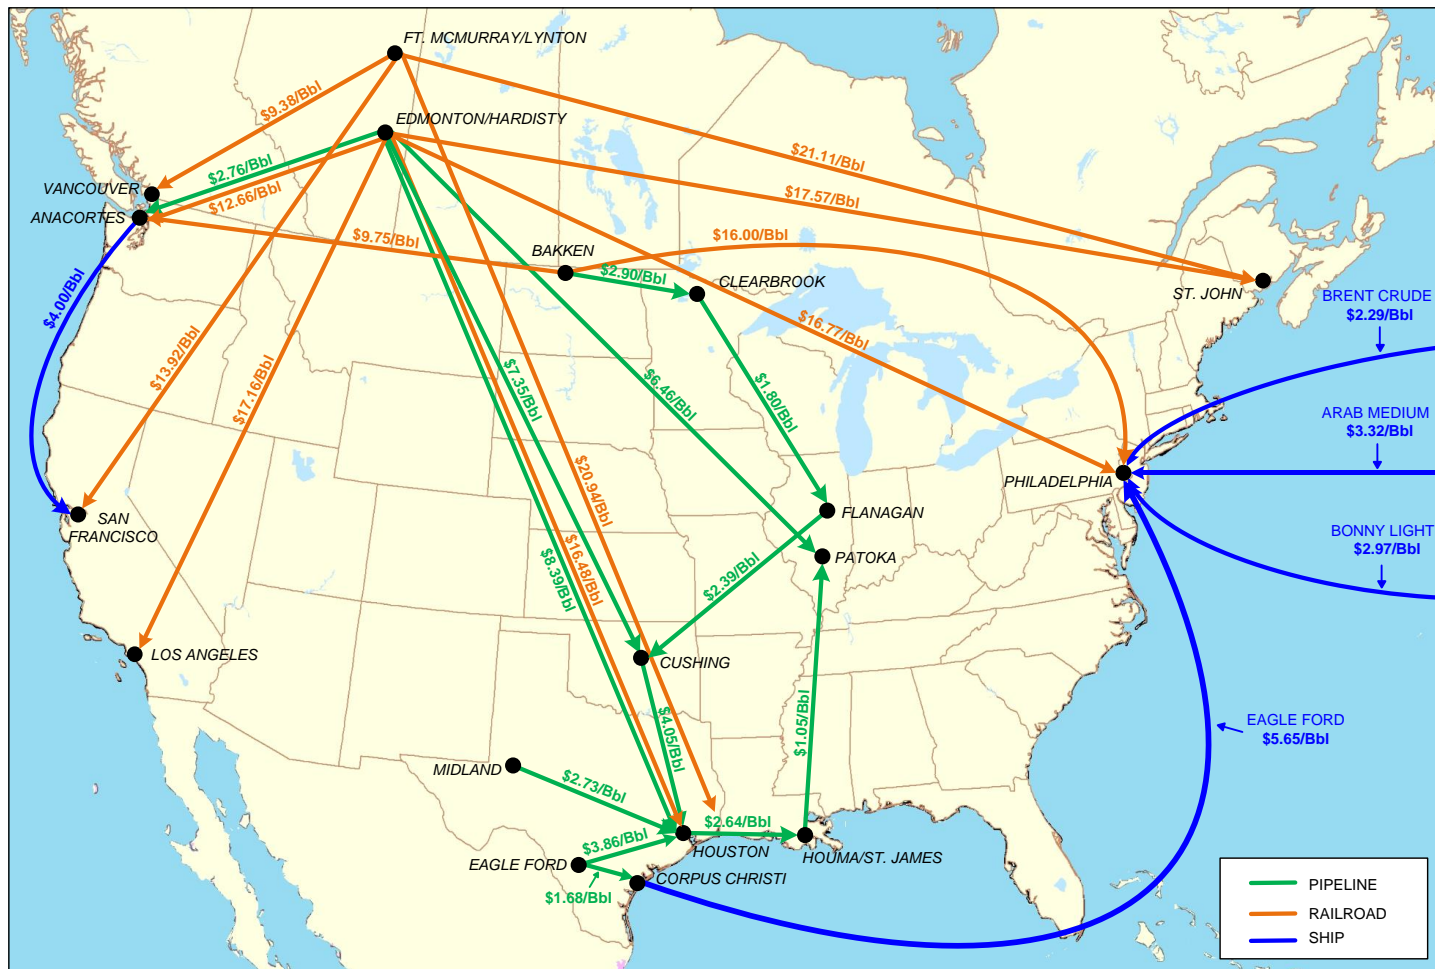 FT. MCMURRAY/LYNTON
$9.38/Bbl
EDMONTON/HARDISTY
$21.11/Bbl
$2.76/Bbl
VANCOUVER
$12.66/Bbl
$17.57/Bbl
ANACORTES
$9.75/Bbl
$16.00/Bbl
BAKKEN
$2.90/Bbl
CLEARBROOK
ST. JOHN
$4.00/Bbl
BRENT CRUDE
$2.29/Bbl
$13.92/Bbl
$17.16/Bbl
$7.35/Bbl
$6.46/Bbl
$16.77/Bbl
$1.80/Bbl
ARAB MEDIUM
$3.32/Bbl
$20.94/Bbl
PHILADELPHIA
SAN
FRANCISCO
FLANAGAN
BONNY LIGHT
$2.97/Bbl
$16.48/Bbl
$8.39/Bbl
$2.39/Bbl
PATOKA
LOS ANGELES
CUSHING
$4.05/Bbl
$1.05/Bbl
EAGLE FORD
$5.65/Bbl
MIDLAND
$2.73/Bbl
$2.64/Bbl
$3.86/Bbl
HOUSTON
HOUMA/ST. JAMES
EAGLE FORD
CORPUS CHRISTI
$1.68/Bbl
PIPELINE
RAILROAD
SHIP